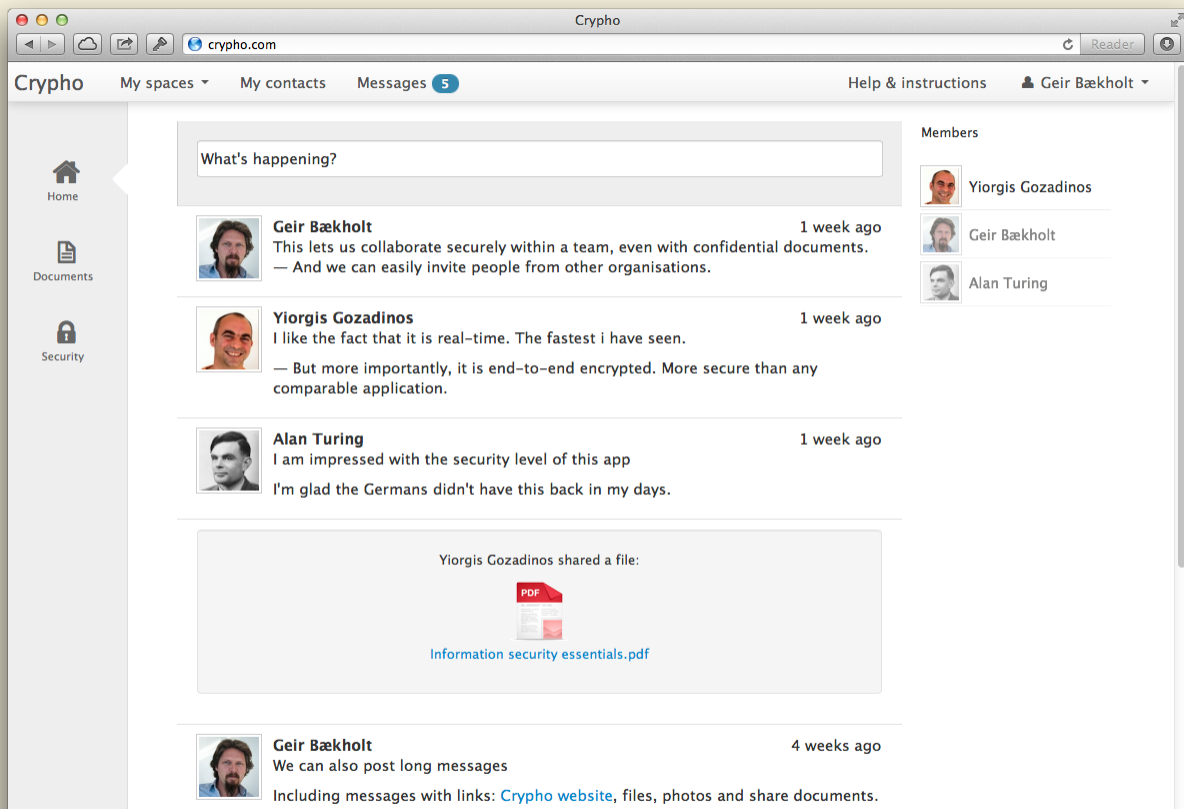 Crypho
crypho.com
Reader
Crypho My spaces My contacts Messages 5 Help & instructions Geir Bækholt
Home
Documents
Security
What's happening?
Geir Bækholt 1 week ago
This lets us collaborate securely within a team, even with confidential documents.
— And we can easily invite people from other organisations.
Yiorgis Gozadinos 1 week ago
I like the fact that it is real-time. The fastest i have seen.
— But more importantly, it is end-to-end encrypted. More secure than any
comparable application.
Alan Turing 1 week ago
I am impressed with the security level of this app
I'm glad the Germans didn't have this back in my days.
Yiorgis Gozadinos shared a file:
PDF
Information security essentials.pdf
Geir Bækholt 4 weeks ago
We can also post long messages
Including messages with links: Crypho website, files, photos and share documents.
Members
Yiorgis Gozadinos
Geir Bækholt
Alan Turing